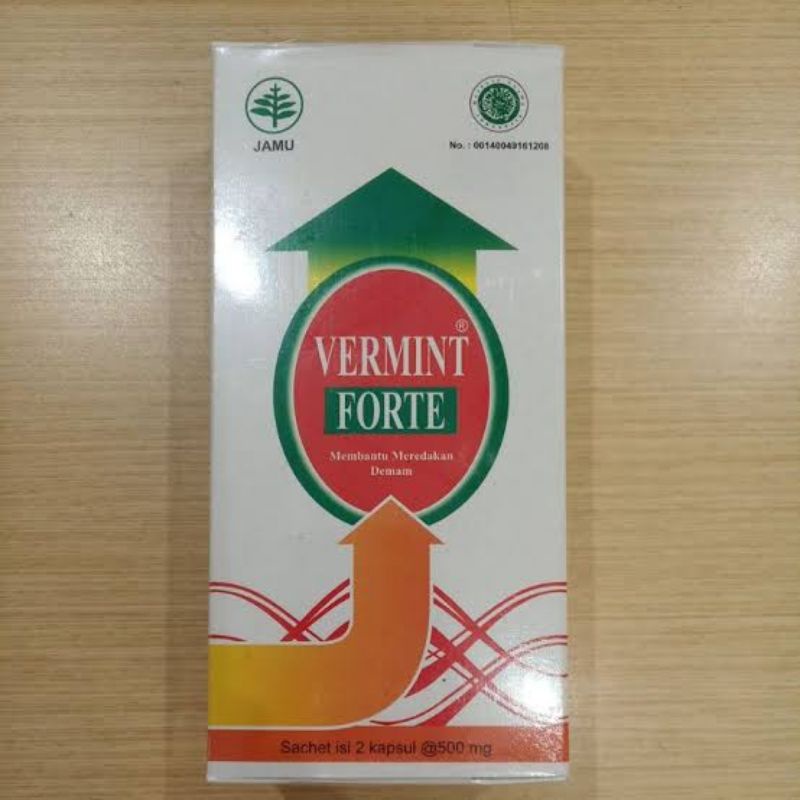 JAMU
No. : 00140049161208
VERMINT®
FORTE
Membantu Meredakan
Demam
Sachet isi 2 kapsul @500 mg